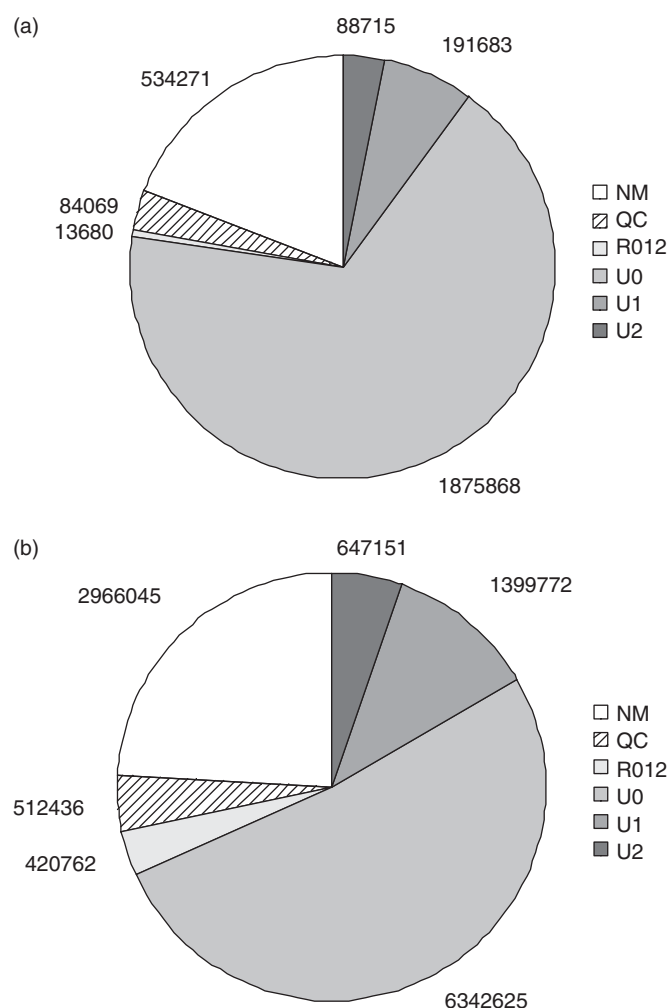 (a)
88715
191683
534271
84069
13680
1875868
NM
QC
R012
U0
U1
U2
(b)
647151
1399772
2966045
512436
420762
6342625
NM
QC
R012
U0
U1
U2